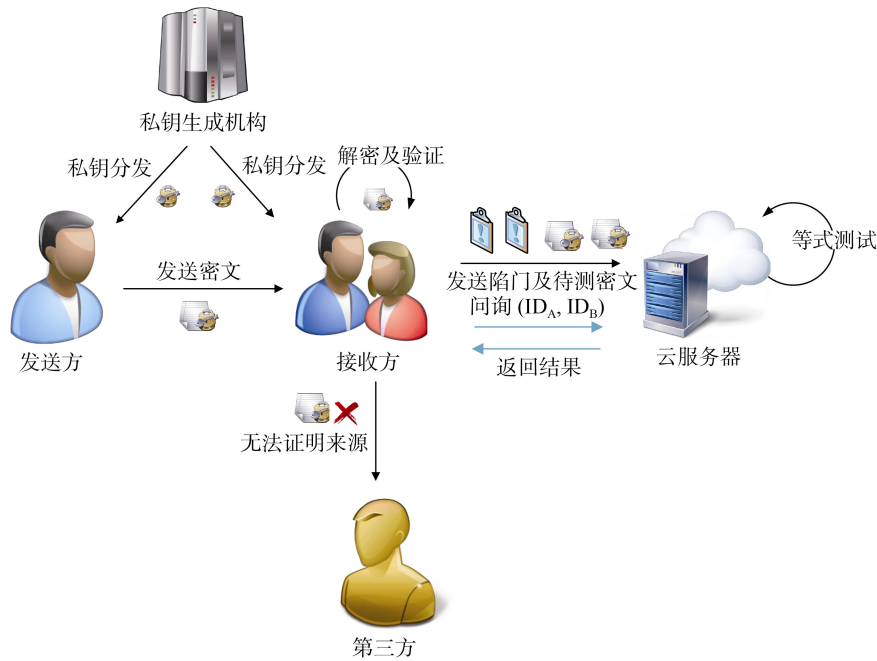 私钥生成机构
私钥分发
私钥分发
解密及验证
发送密文
发送陷门及待测密文
问询 (ID_A, ID_B)
返回结果
等式测试
发送方
接收方
云服务器
无法证明来源
第三方